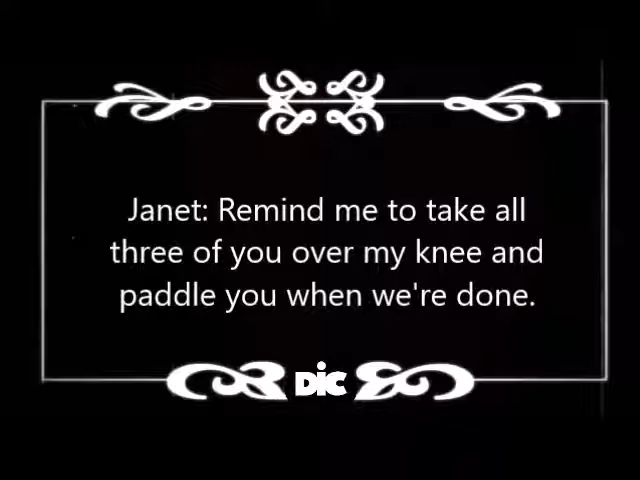 Janet: Remind me to take all
three of you over my knee and
paddle you when we're done.
DiC